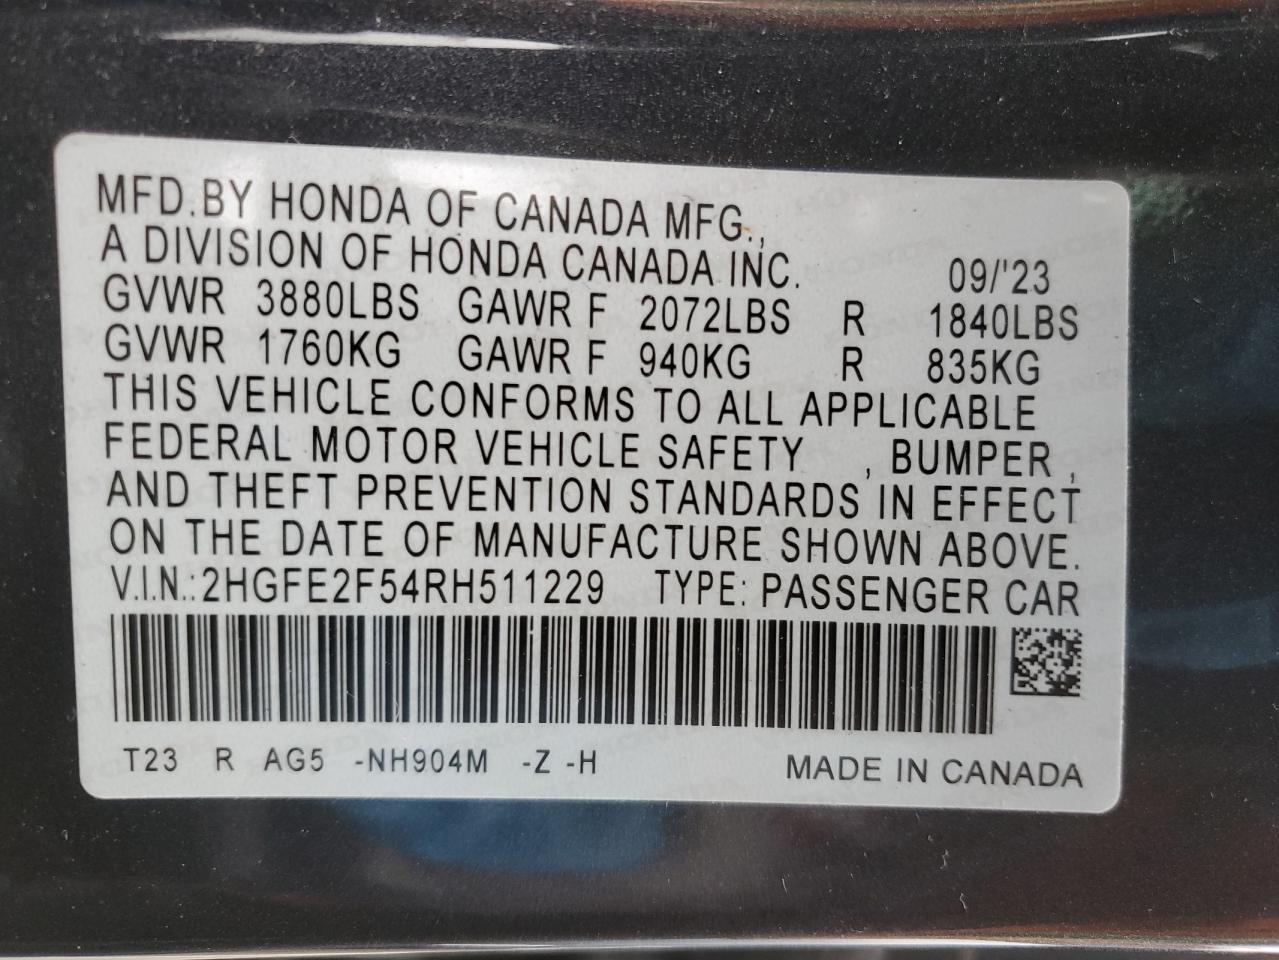 MFD.BY HONDA OF CANADA MFG.,
A DIVISION OF HONDA CANADA INC. 09/'23
GVWR 3880LBS GAWR F 2072LBS R 1840LBS
GVWR 1760KG GAWR F 940KG R 835KG
THIS VEHICLE CONFORMS TO ALL APPLICABLE
FEDERAL MOTOR VEHICLE SAFETY , BUMPER ,
AND THEFT PREVENTION STANDARDS IN EFFECT
ON THE DATE OF MANUFACTURE SHOWN ABOVE.
V.I.N.:2HGFE2F54RH511229 TYPE: PASSENGER CAR
T23 R AG5 -NH904M -Z -H MADE IN CANADA